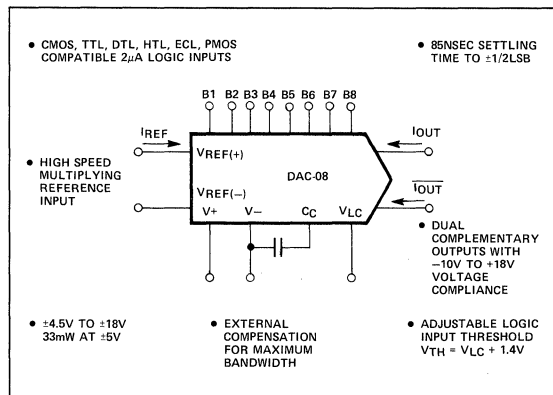 • CMOS, TTL, DTL, HTL, ECL, PMOS
COMPATIBLE 2μA LOGIC INPUTS
• 85NSEC SETTLING
TIME TO ±1/2LSB
B1 B2 B3 B4 B5 B6 B7 B8
IREF
IOUT
VREF(+)
DAC-08
• HIGH SPEED
MULTIPLYING
REFERENCE
INPUT
VREF(−)
IOUT
V+ V− CC VLC
• DUAL
COMPLEMENTARY
OUTPUTS WITH
−10V TO +18V
VOLTAGE
COMPLIANCE
• ±4.5V TO ±18V
33mW AT ±5V
• EXTERNAL
COMPENSATION
FOR MAXIMUM
BANDWIDTH
• ADJUSTABLE LOGIC
INPUT THRESHOLD
VTH = VLC + 1.4V